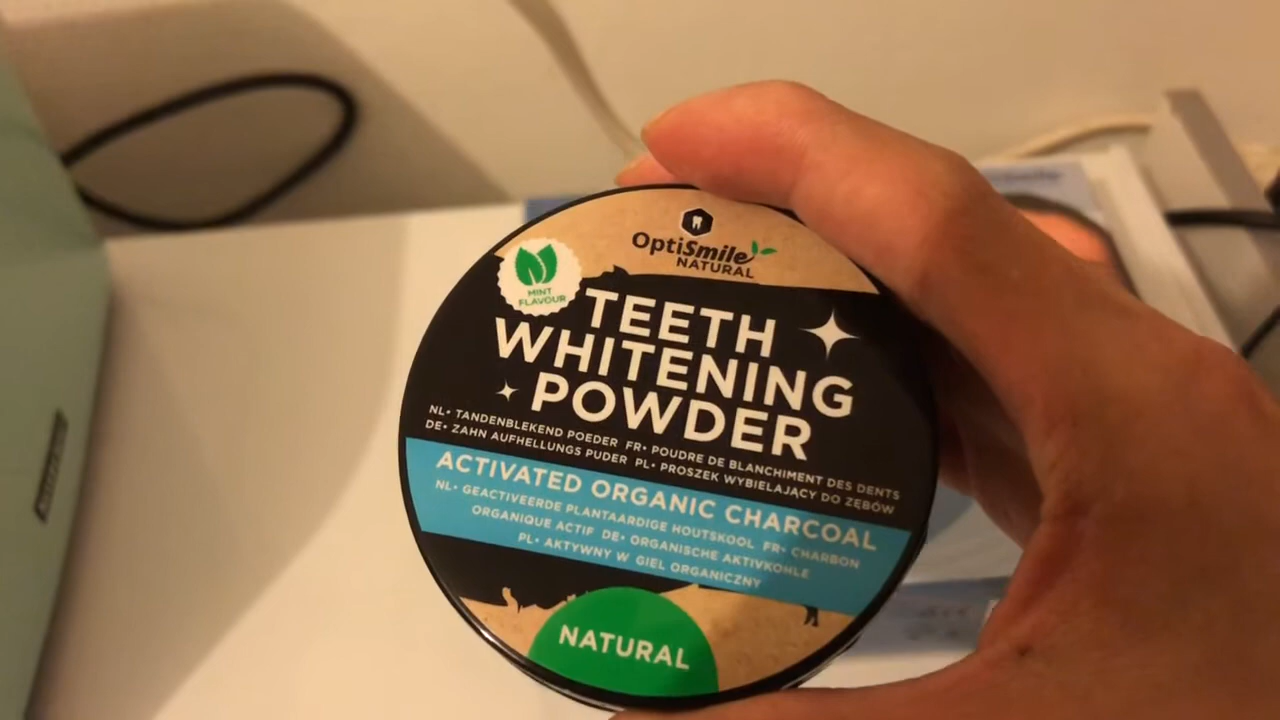 OptiSmile
NATURAL
MINT
FLAVOUR
TEETH
WHITENING
POWDER
NL• TANDENBLEKEND POEDER FR• POUDRE DE BLANCHIMENT DES DENTS
DE• ZAHN AUFHELLUNGS PUDER PL• PROSZEK WYBIELAJĄCY DO ZĘBÓW
ACTIVATED ORGANIC CHARCOAL
NL• GEACTIVEERDE PLANTAARDIGE HOUTSKOOL FR• CHARBON
ORGANIQUE ACTIF DE• ORGANISCHE AKTIVKOHLE
PL• AKTYWNY W GIEL ORGANICZNY
NATURAL